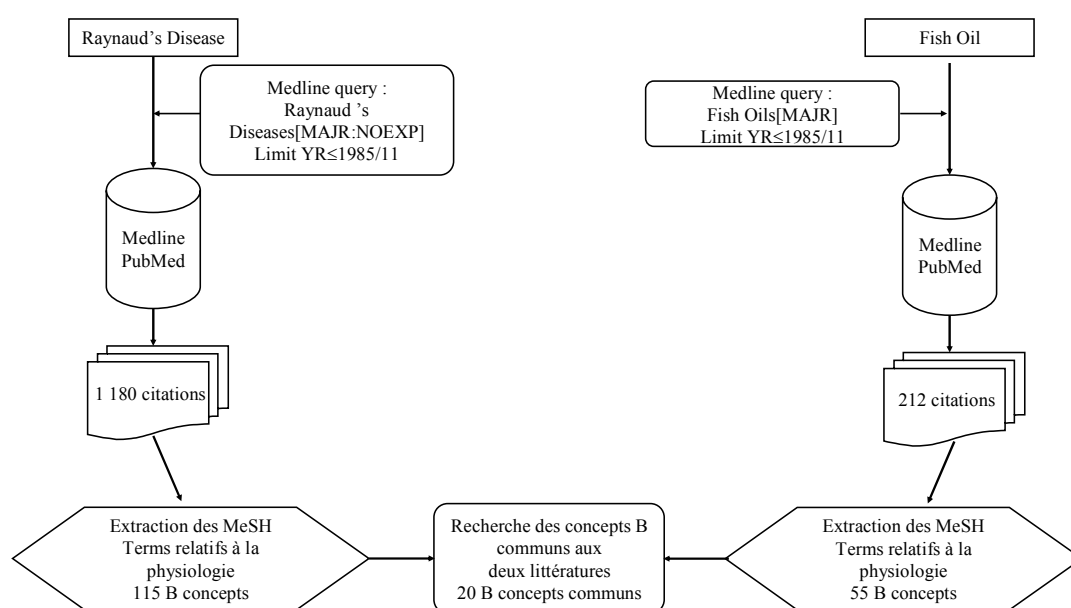 Raynaud's Disease
Medline query :
Raynaud 's
Diseases[MAJR:NOEXP]
Limit YR≤1985/11
Medline
PubMed
1 180 citations
Extraction des MeSH
Terms relatifs à la
physiologie
115 B concepts
Fish Oil
Medline query :
Fish Oils[MAJR]
Limit YR≤1985/11
Medline
PubMed
212 citations
Extraction des MeSH
Terms relatifs à la
physiologie
55 B concepts
Recherche des concepts B
communs aux
deux littératures
20 B concepts communs